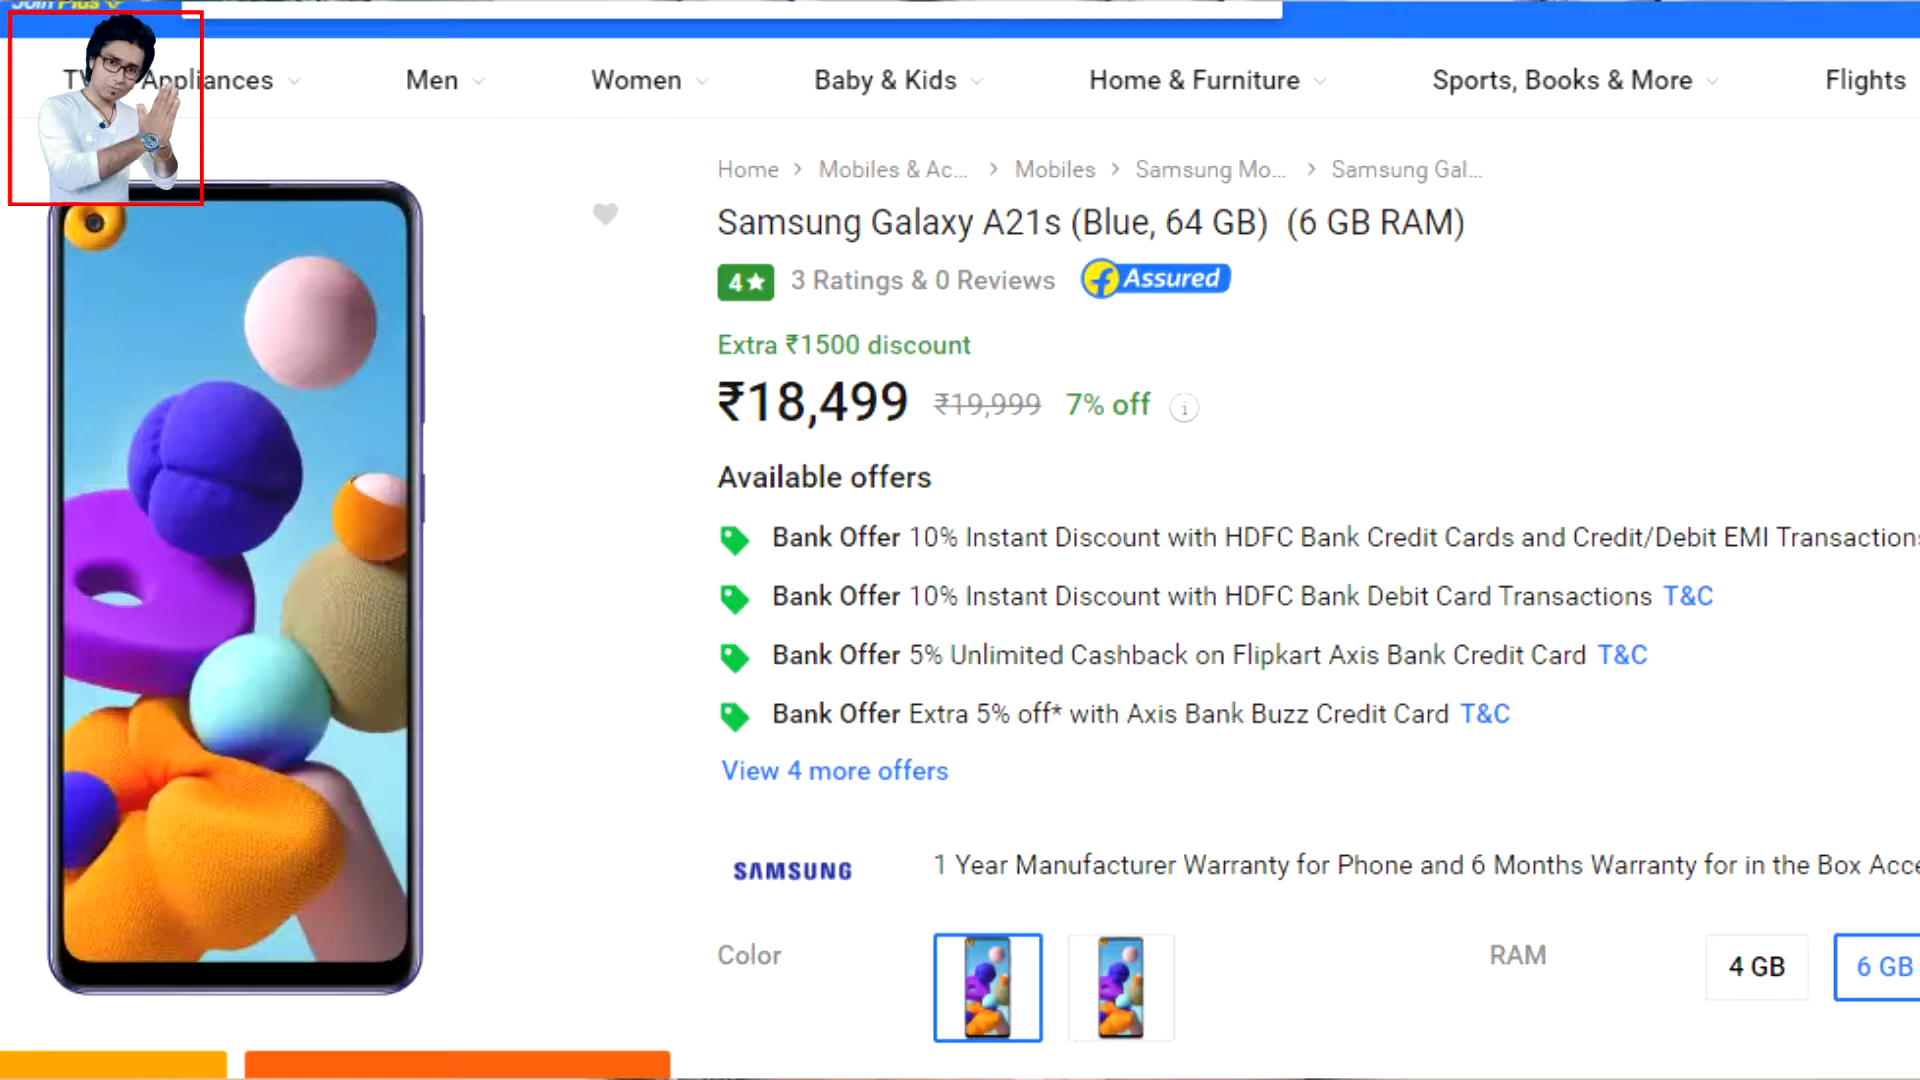 Join Plus
TV Appliances
Men
Women
Baby & Kids
Home & Furniture
Sports, Books & More
Flights
Home > Mobiles & Ac... > Mobiles > Samsung Mo... > Samsung Gal...
Samsung Galaxy A21s (Blue, 64 GB) (6 GB RAM)
4★ 3 Ratings & 0 Reviews Assured
Extra ₹1500 discount
₹18,499 ₹19,999 7% off i
Available offers
Bank Offer 10% Instant Discount with HDFC Bank Credit Cards and Credit/Debit EMI Transactions
Bank Offer 10% Instant Discount with HDFC Bank Debit Card Transactions T&C
Bank Offer 5% Unlimited Cashback on Flipkart Axis Bank Credit Card T&C
Bank Offer Extra 5% off* with Axis Bank Buzz Credit Card T&C
View 4 more offers
SAMSUNG 1 Year Manufacturer Warranty for Phone and 6 Months Warranty for in the Box Acce
Color
RAM
4 GB
6 GB